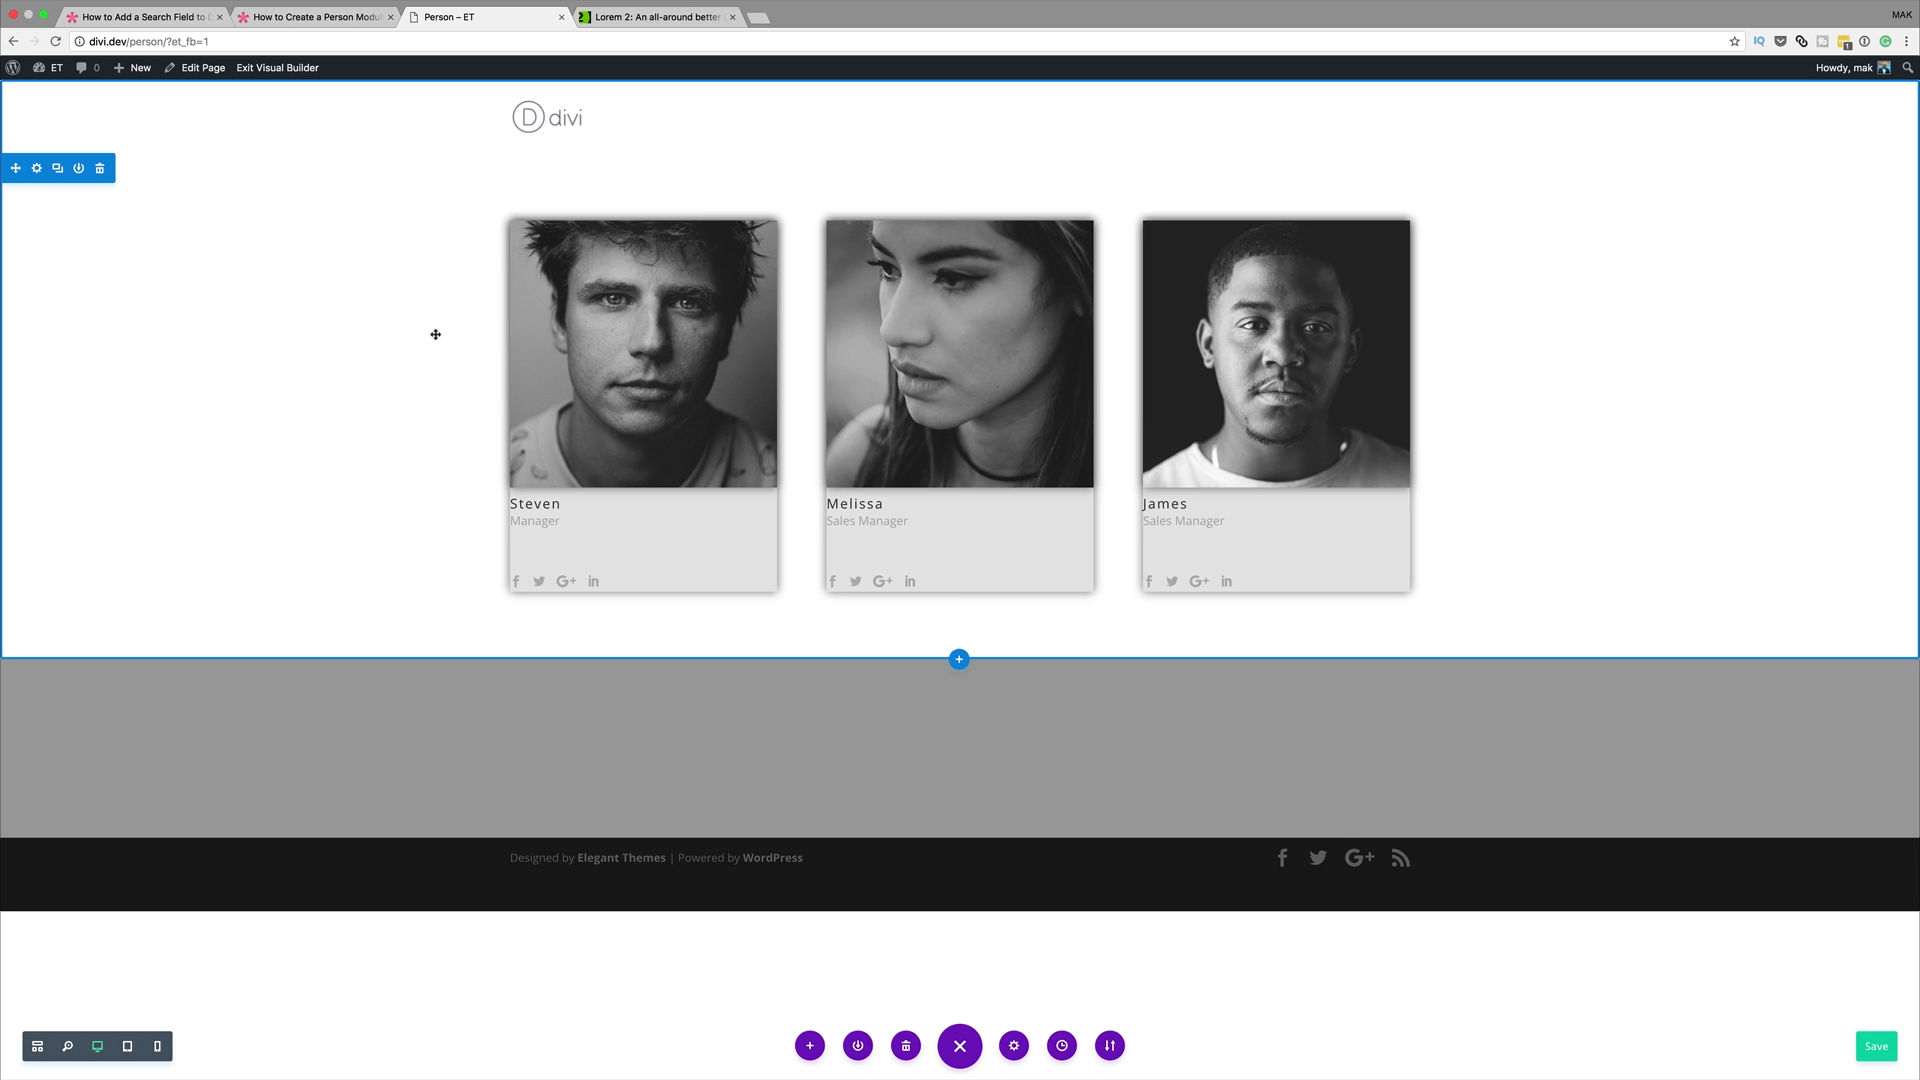 How to Add a Search Field to D
How to Create a Person Modul
Person – ET
Lorem 2: An all-around better
MAK
divi.dev/person/?et_fb=1
ET
0
New
Edit Page
Exit Visual Builder
Howdy, mak
D divi
Steven
Manager
Melissa
Sales Manager
James
Sales Manager
Designed by Elegant Themes | Powered by WordPress
Save